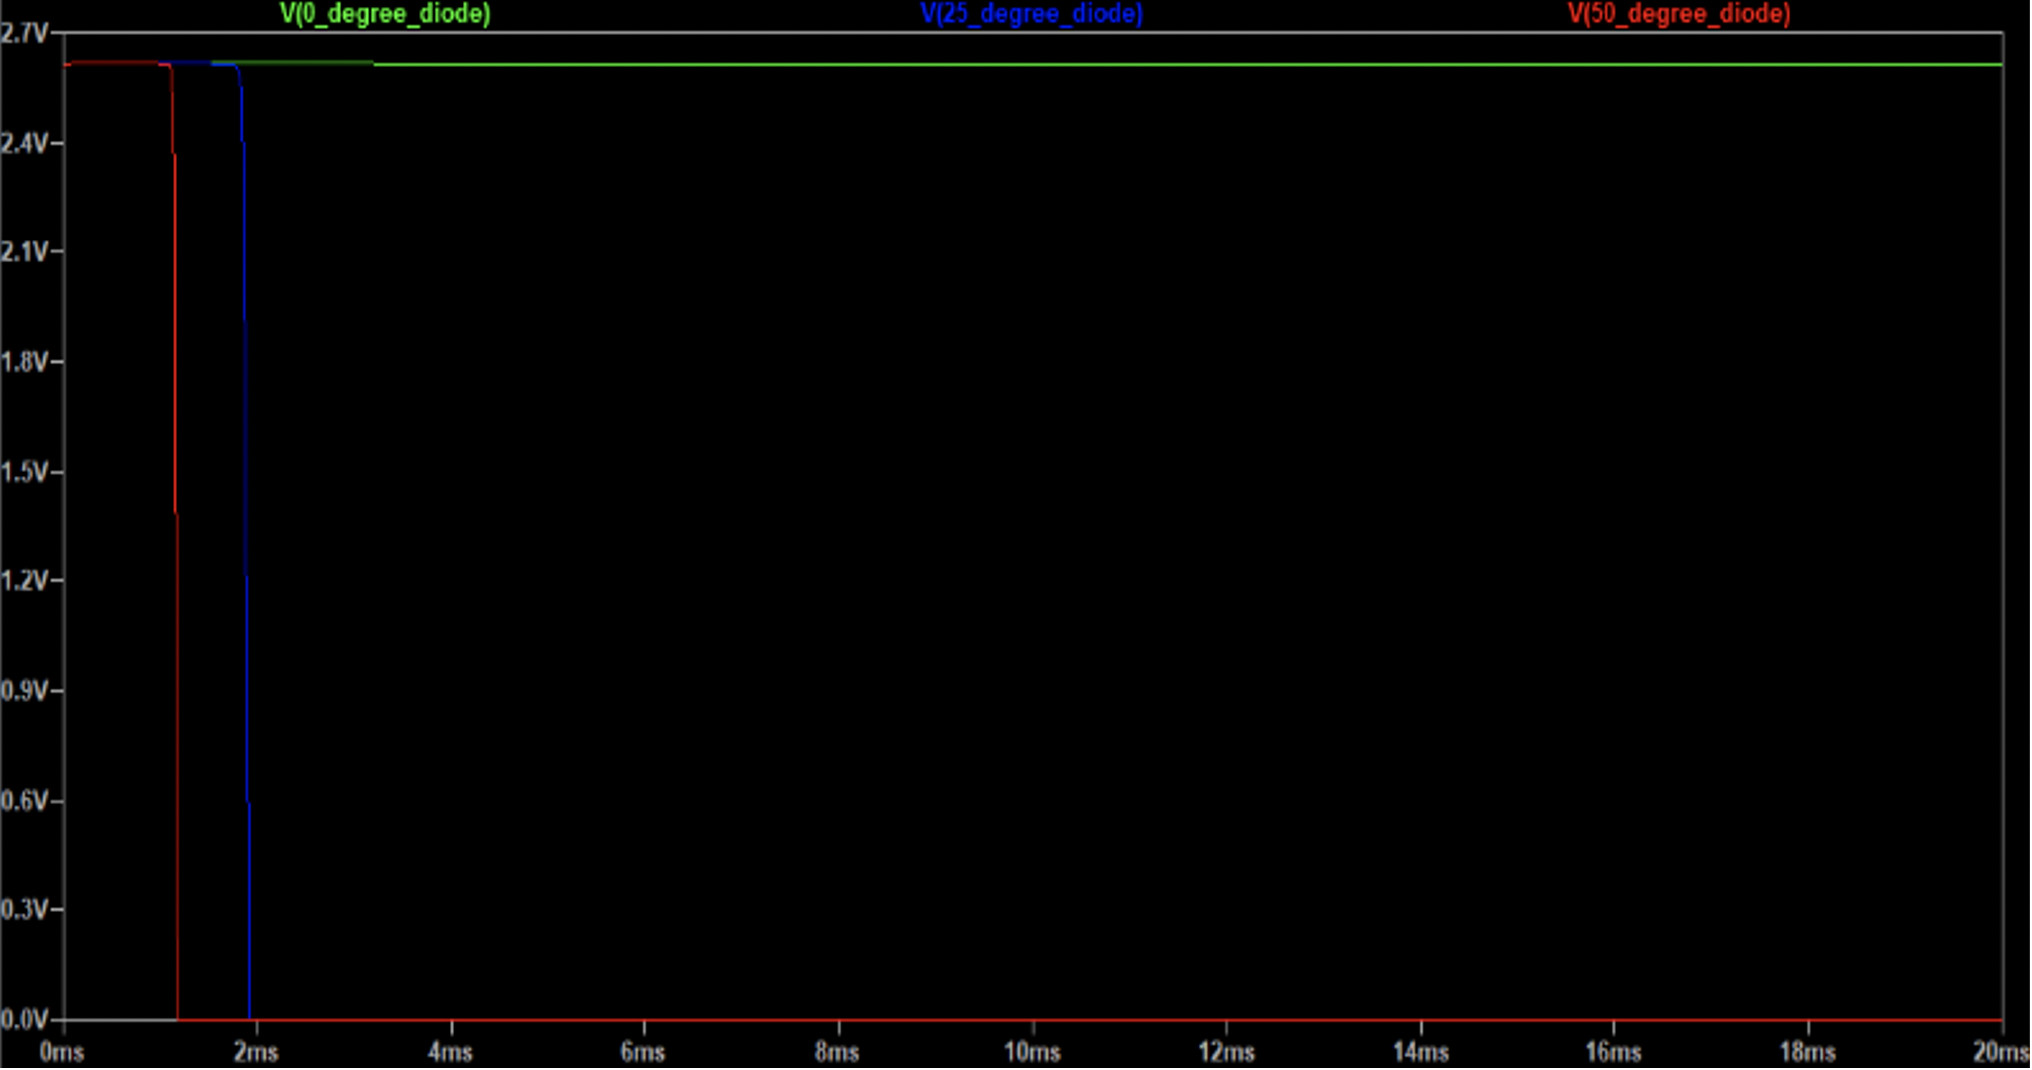 V(0_degree_diode) V(25_degree_diode) V(50_degree_diode)
2.7V
2.4V
2.1V
1.8V
1.5V
1.2V
0.9V
0.6V
0.3V
0.0V
0ms 2ms 4ms 6ms 8ms 10ms 12ms 14ms 16ms 18ms 20ms